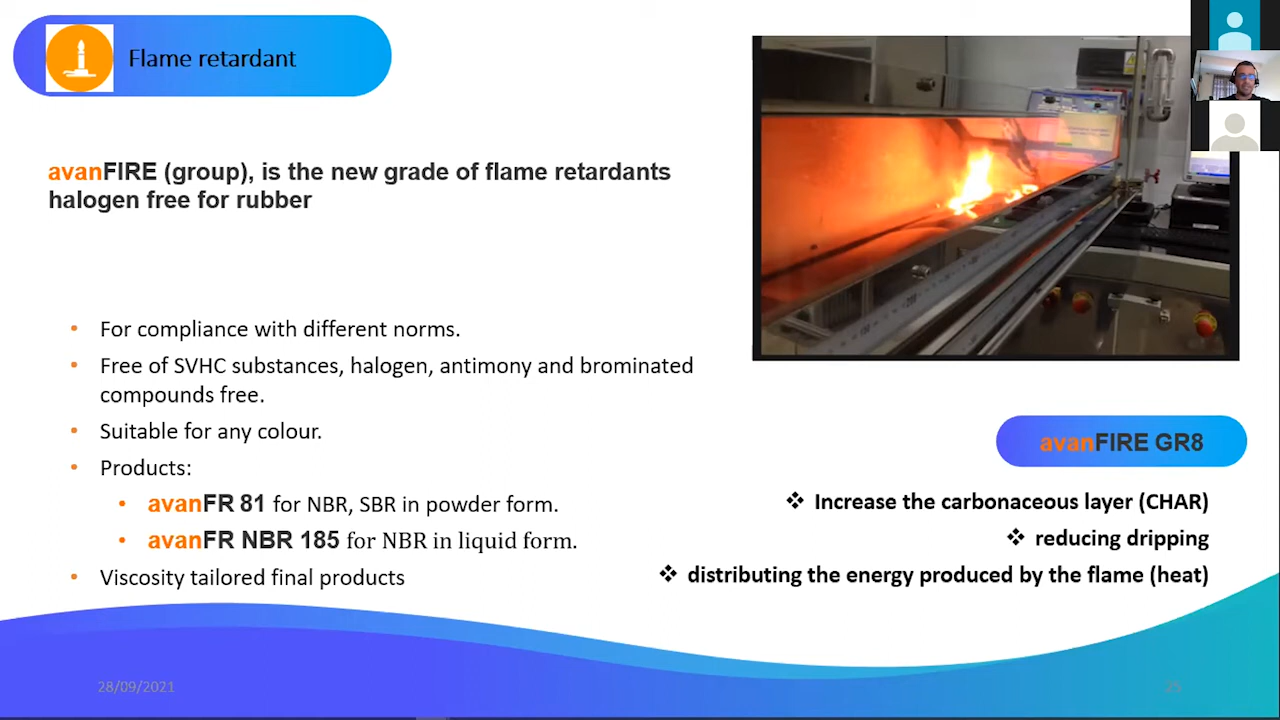 Flame retardant
avanFIRE (group), is the new grade of flame retardants
halogen free for rubber
• For compliance with different norms.
• Free of SVHC substances, halogen, antimony and brominated
compounds free.
• Suitable for any colour.
• Products:
• avanFR 81 for NBR, SBR in powder form.
• avanFR NBR 185 for NBR in liquid form.
• Viscosity tailored final products
avanFIRE GR8
❖ Increase the carbonaceous layer (CHAR)
❖ reducing dripping
❖ distributing the energy produced by the flame (heat)
28/09/2021
25